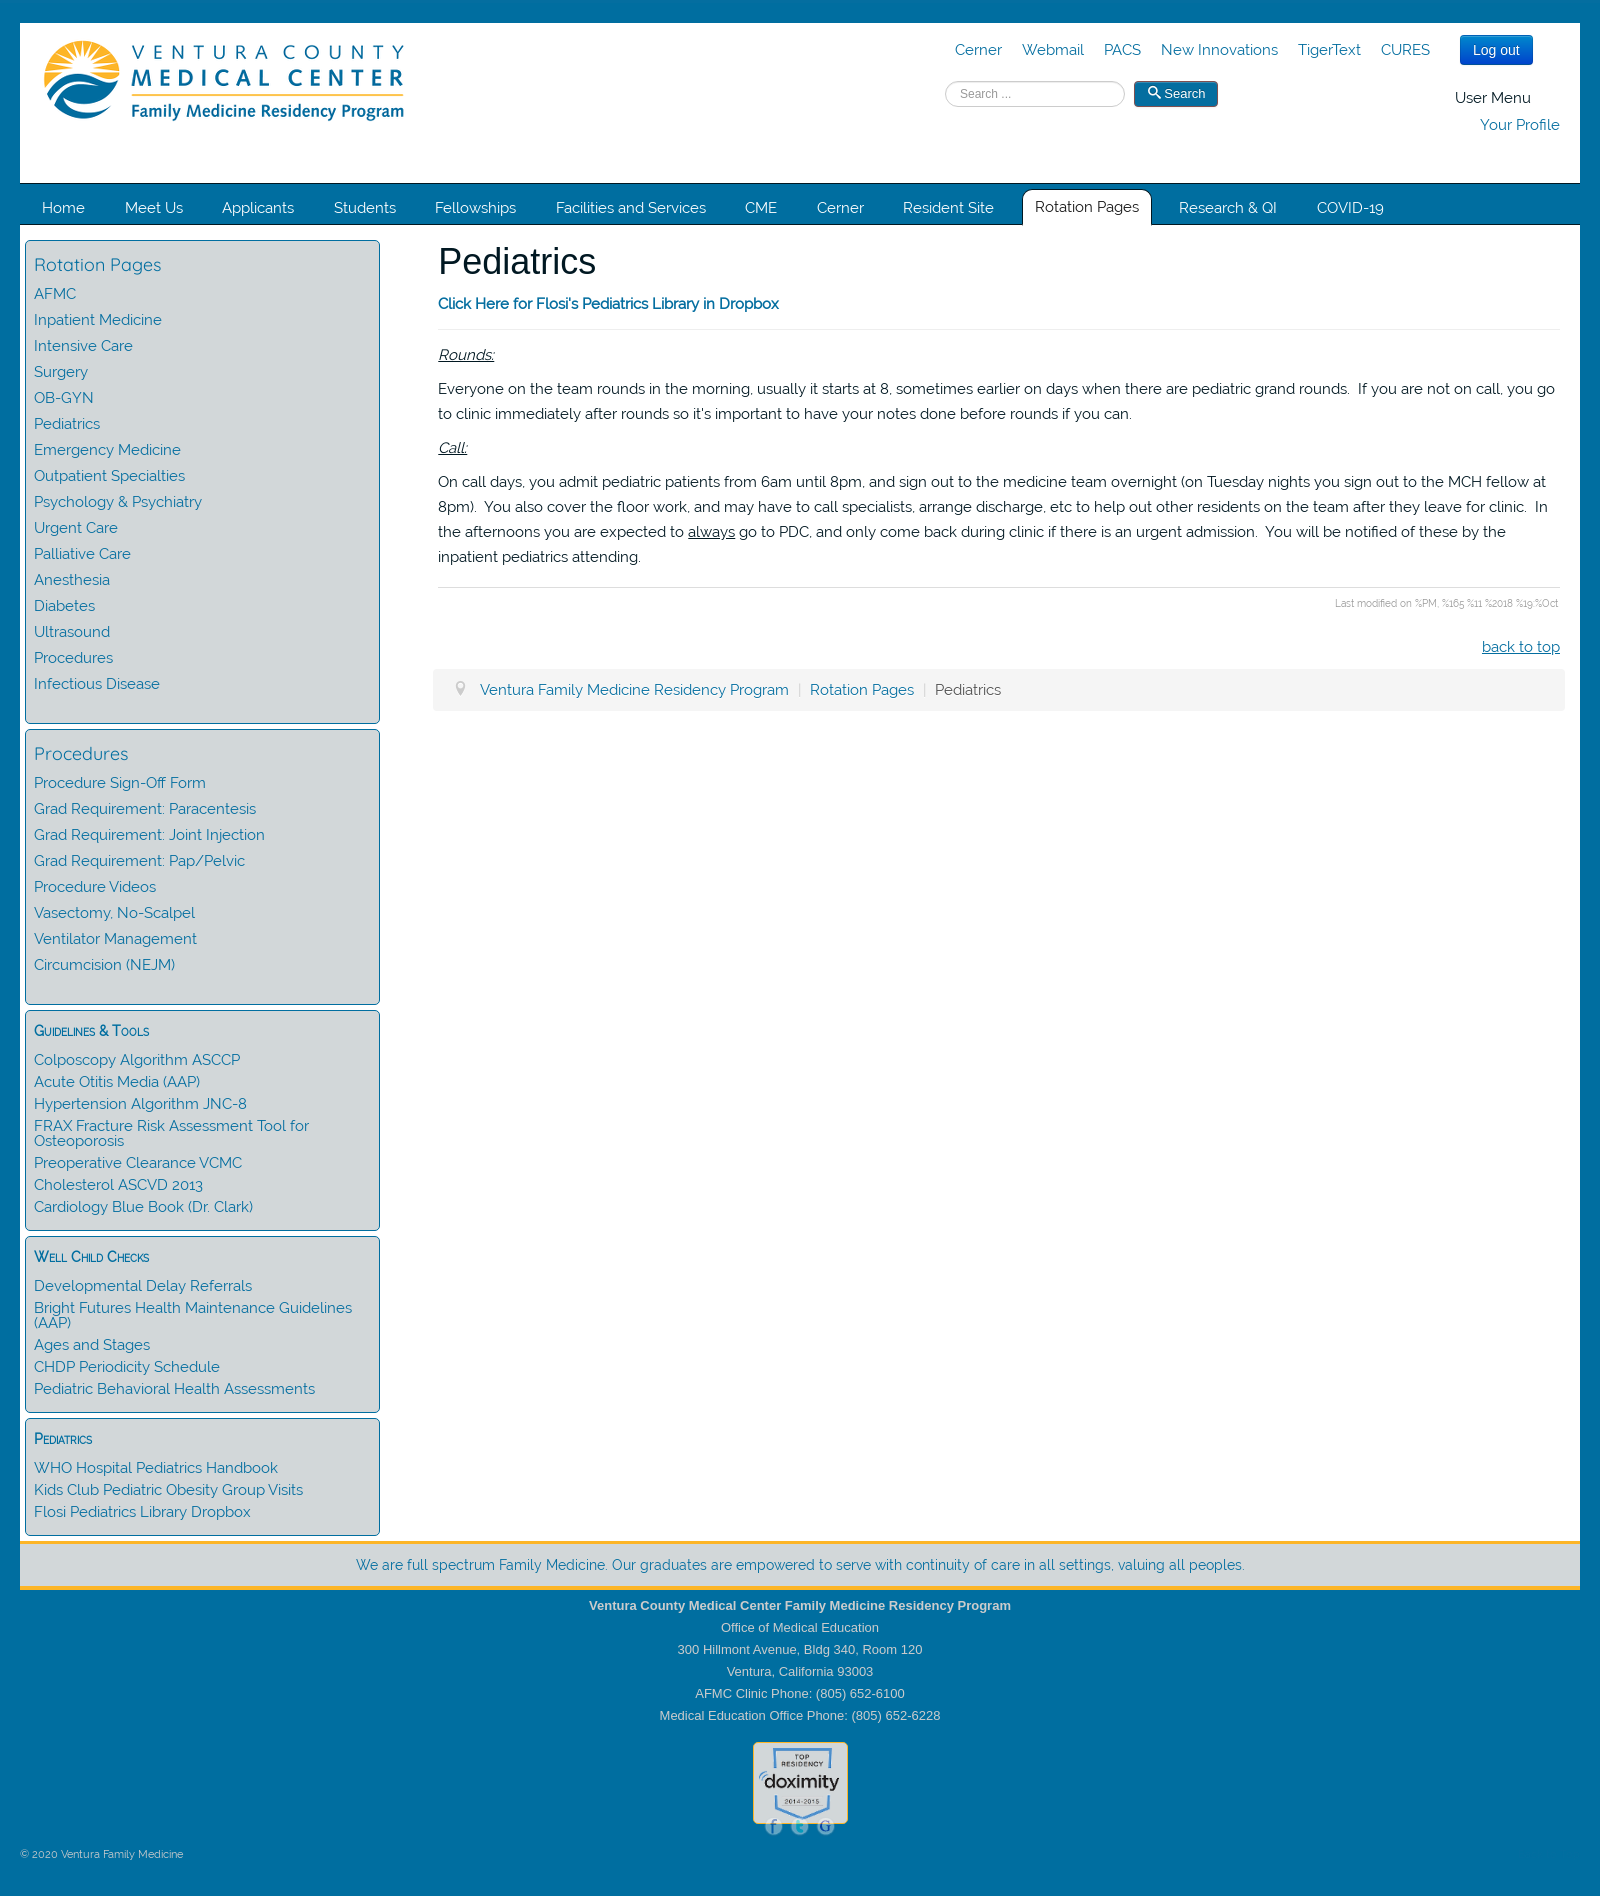 VENTURA COUNTY
MEDICAL CENTER
Family Medicine Residency Program
Cerner Webmail PACS New Innovations TigerText CURES Log out
Search ... Search
User Menu
Your Profile
Home Meet Us Applicants Students Fellowships Facilities and Services CME Cerner Resident Site Rotation Pages Research & QI COVID-19
Rotation Pages
AFMC
Inpatient Medicine
Intensive Care
Surgery
OB-GYN
Pediatrics
Emergency Medicine
Outpatient Specialties
Psychology & Psychiatry
Urgent Care
Palliative Care
Anesthesia
Diabetes
Ultrasound
Procedures
Infectious Disease
Procedures
Procedure Sign-Off Form
Grad Requirement: Paracentesis
Grad Requirement: Joint Injection
Grad Requirement: Pap/Pelvic
Procedure Videos
Vasectomy, No-Scalpel
Ventilator Management
Circumcision (NEJM)
Guidelines & Tools
Colposcopy Algorithm ASCCP
Acute Otitis Media (AAP)
Hypertension Algorithm JNC-8
FRAX Fracture Risk Assessment Tool for
Osteoporosis
Preoperative Clearance VCMC
Cholesterol ASCVD 2013
Cardiology Blue Book (Dr. Clark)
Well Child Checks
Developmental Delay Referrals
Bright Futures Health Maintenance Guidelines
(AAP)
Ages and Stages
CHDP Periodicity Schedule
Pediatric Behavioral Health Assessments
Pediatrics
WHO Hospital Pediatrics Handbook
Kids Club Pediatric Obesity Group Visits
Flosi Pediatrics Library Dropbox
Pediatrics
Click Here for Flosi's Pediatrics Library in Dropbox
Rounds:
Everyone on the team rounds in the morning, usually it starts at 8, sometimes earlier on days when there are pediatric grand rounds.  If you are not on call, you go
to clinic immediately after rounds so it's important to have your notes done before rounds if you can.
Call:
On call days, you admit pediatric patients from 6am until 8pm, and sign out to the medicine team overnight (on Tuesday nights you sign out to the MCH fellow at
8pm).  You also cover the floor work, and may have to call specialists, arrange discharge, etc to help out other residents on the team after they leave for clinic.  In
the afternoons you are expected to always go to PDC, and only come back during clinic if there is an urgent admission.  You will be notified of these by the
inpatient pediatrics attending.
Last modified on %PM, %165 %11 %2018 %19:%Oct
back to top
Ventura Family Medicine Residency Program | Rotation Pages | Pediatrics
We are full spectrum Family Medicine. Our graduates are empowered to serve with continuity of care in all settings, valuing all peoples.
Ventura County Medical Center Family Medicine Residency Program
Office of Medical Education
300 Hillmont Avenue, Bldg 340, Room 120
Ventura, California 93003
AFMC Clinic Phone: (805) 652-6100
Medical Education Office Phone: (805) 652-6228
TOP
RESIDENCY
doximity
2014-2015
f t G
© 2020 Ventura Family Medicine